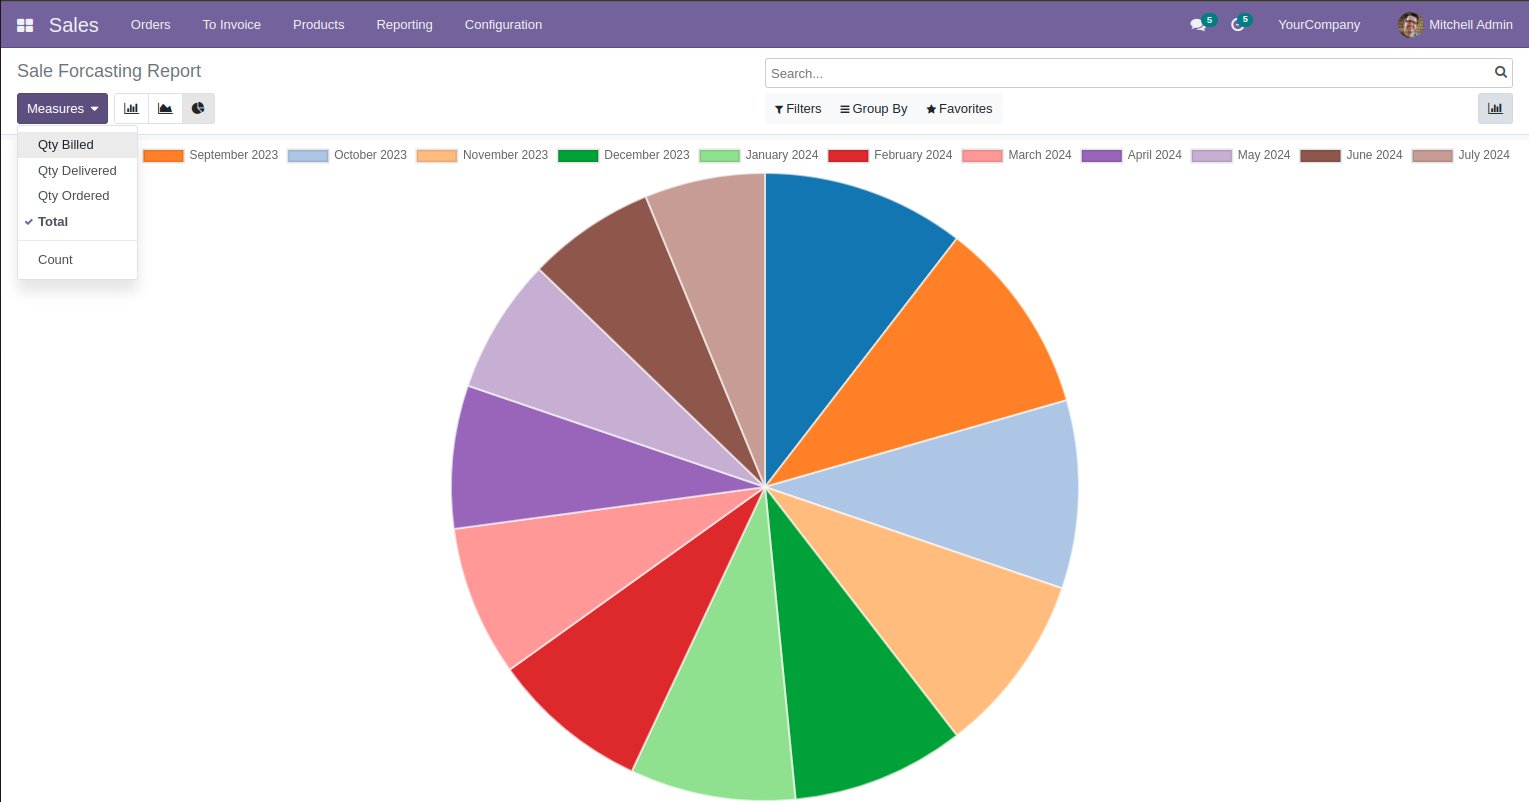 Sales Orders To Invoice Products Reporting Configuration 5 5 YourCompany Mitchell Admin
Sale Forcasting Report
Search...
Measures Filters Group By Favorites
September 2023 October 2023 November 2023 December 2023 January 2024 February 2024 March 2024 April 2024 May 2024 June 2024 July 2024
Qty Billed
Qty Delivered
Qty Ordered
Total
Count